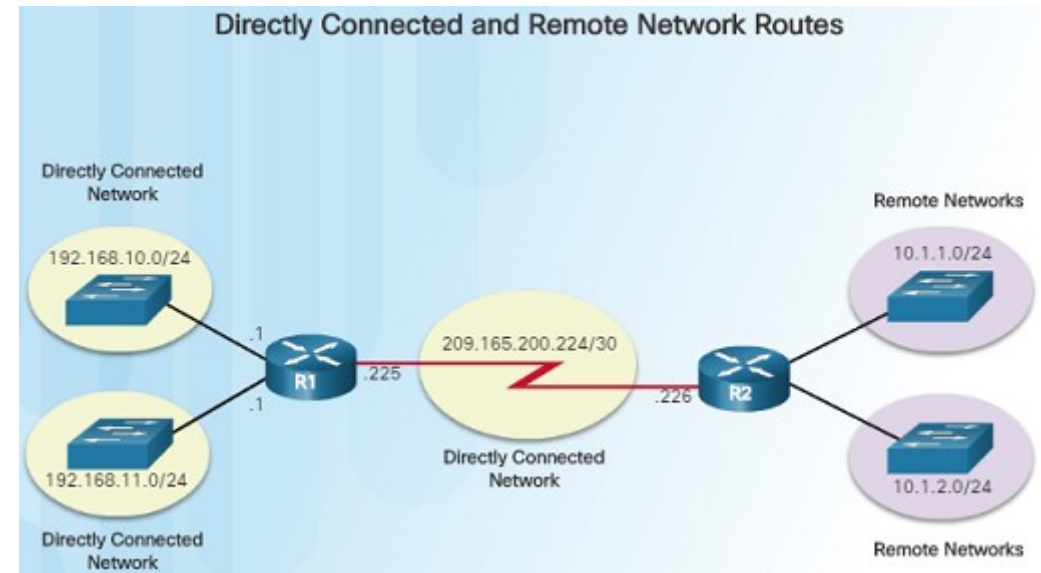 Directly Connected and Remote Network Routes
Directly Connected
Network
192.168.10.0/24
.1
R1
.1
192.168.11.0/24
Directly Connected
Network
.225
209.165.200.224/30
.226
Directly Connected
Network
R2
Remote Networks
10.1.1.0/24
10.1.2.0/24
Remote Networks